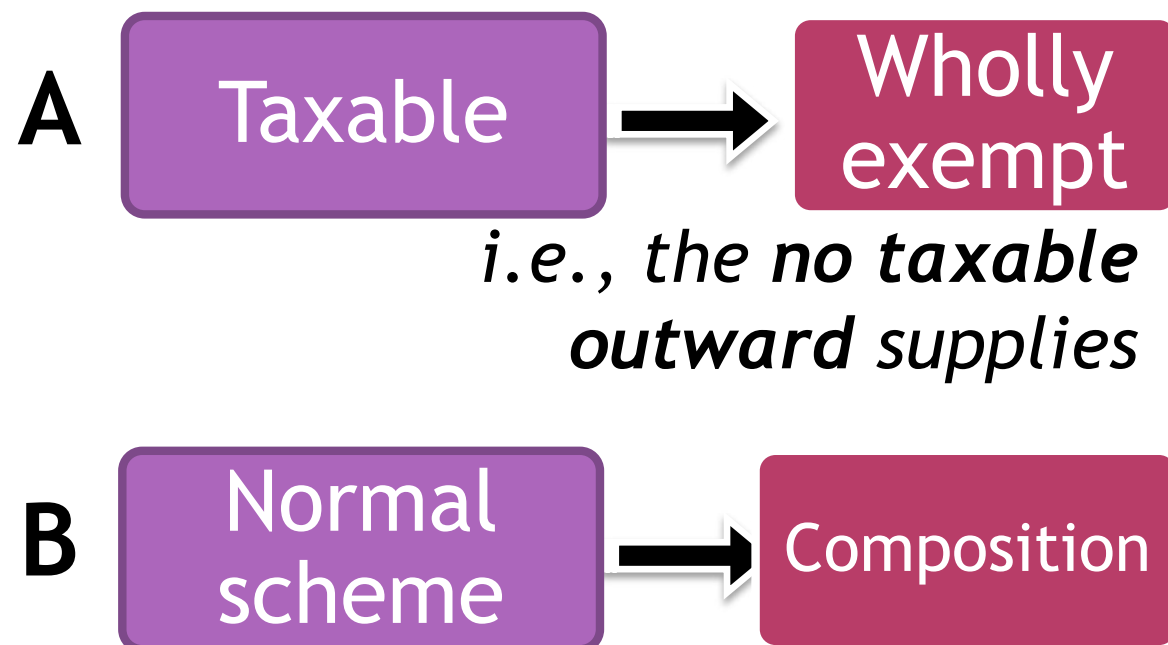 A
Taxable
Wholly
exempt
i.e., the no taxable
outward supplies
B
Normal
scheme
Composition